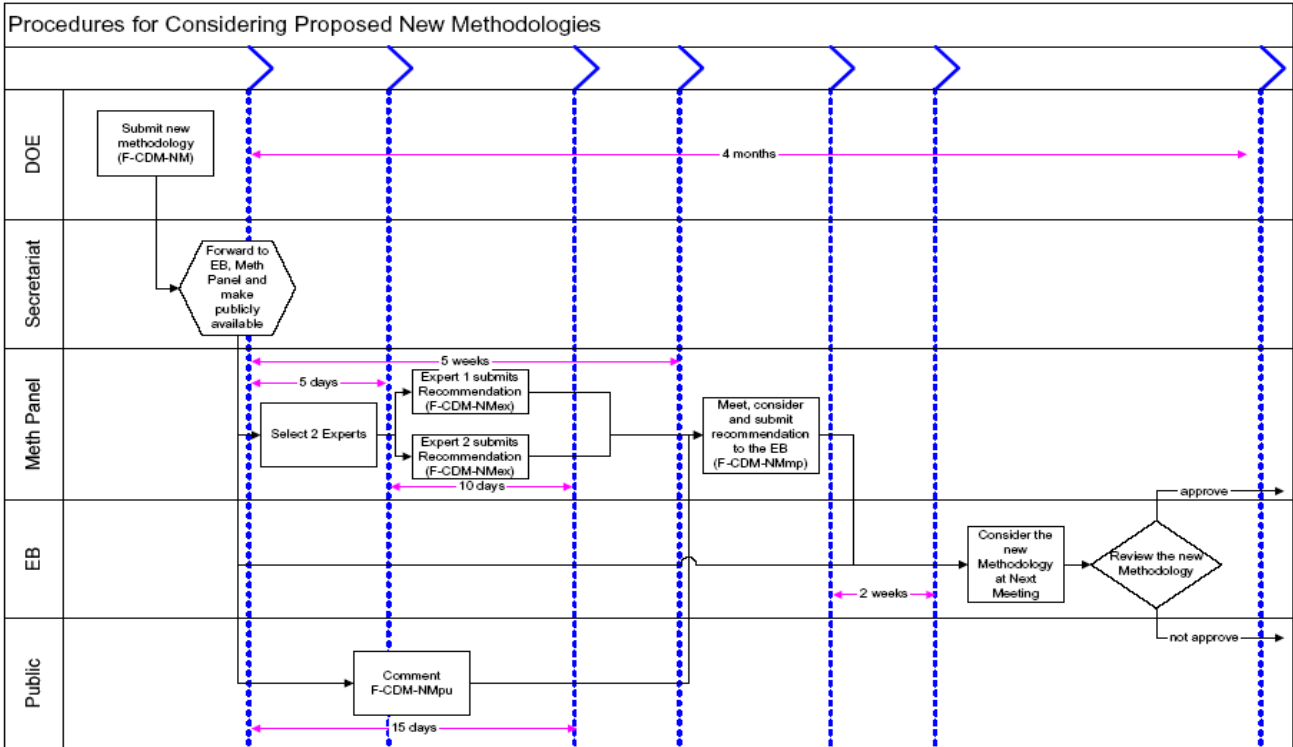 Procedures for Considering Proposed New Methodologies
DOE
Submit new
methodology
(F-CDM-NM)
4 months
Secretariat
Forward to
EB, Meth
Panel and
make
publicly
available
Meth Panel
5 weeks
5 days
Select 2 Experts
Expert 1 submits
Recommendation
(F-CDM-NMex)
Expert 2 submits
Recommendation
(F-CDM-NMex)
10 days
Meet, consider
and submit
recommendation
to the EB
(F-CDM-NMmp)
EB
2 weeks
Consider the
new
Methodology
at Next
Meeting
Review the new
Methodology
approve
not approve
Public
Comment
F-CDM-NMpu
15 days